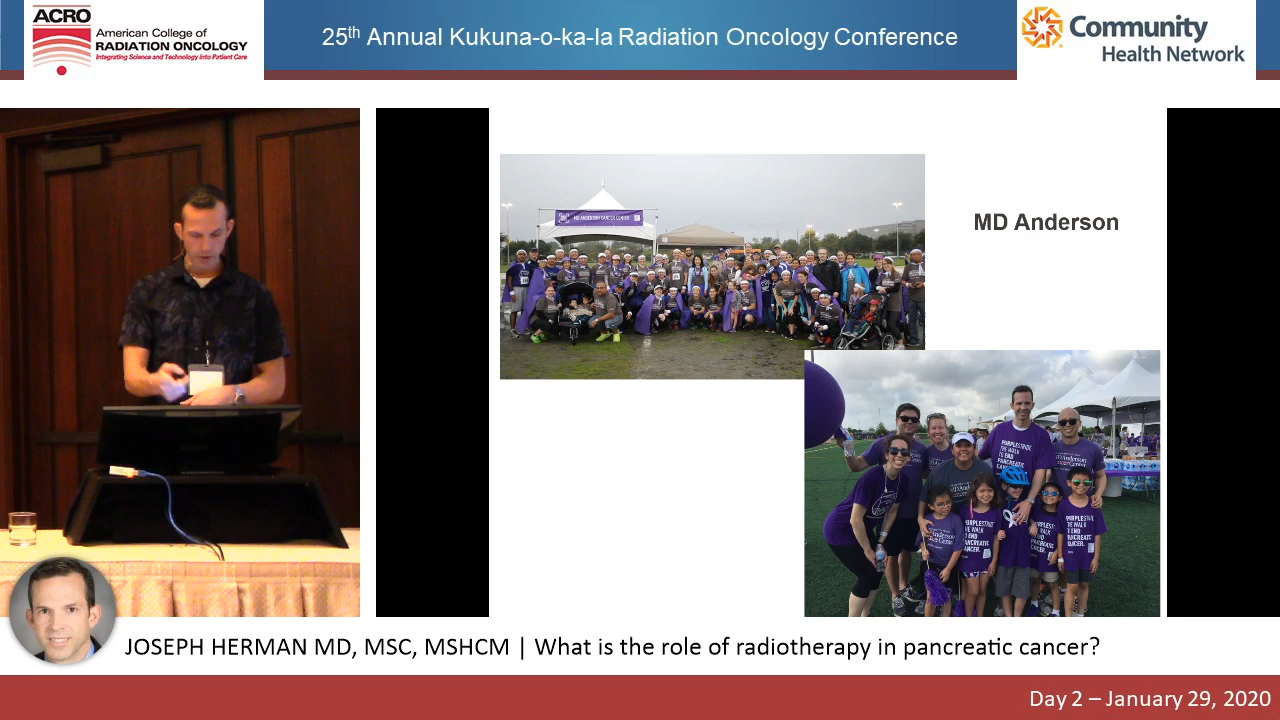 ACRO
American College of
RADIATION ONCOLOGY
Integrating Science and Technology Into Patient Care
25th Annual Kukuna-o-ka-la Radiation Oncology Conference
Community
Health Network
MD ANDERSON CANCER CENTER
MD Anderson
PURPLESTRIDE
THE WALK
TO END
PANCREATIC
JOSEPH HERMAN MD, MSC, MSHCM | What is the role of radiotherapy in pancreatic cancer?
Day 2 – January 29, 2020